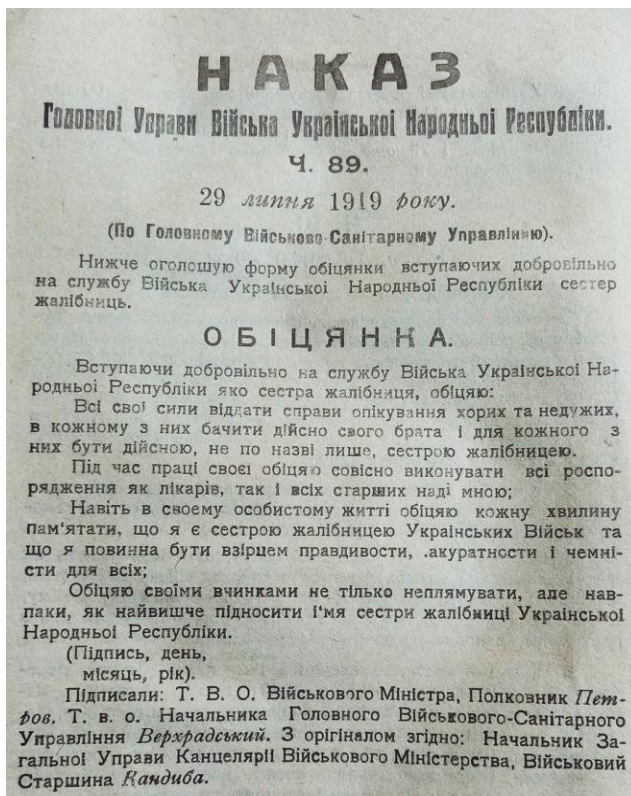 НАКАЗ
Головної Управи Війська Української Народньої Республіки.
Ч. 89.
29 липня 1919 року.
(По Головному Військово-Санітарному Управлінню).
Нижче оголошую форму обіцянки вступаючих добровільно
на службу Війська Української Народньої Республіки сестер
жалібниць.
ОБІЦЯНКА.
Вступаючи добровільно на службу Війська Української На-
родньої Республіки яко сестра жалібниця, обіцяю:
Всі свої сили віддати справи опікування хорих та недужих,
в кожному з них бачити дійсно свого брата і для кожного з
них бути дійсною, не по назві лише, сестрою жалібницею.
Під час праці своєї обіцяю совісно виконувати всі роспо-
рядження як лікарів, так і всіх старших наді мною;
Навіть в своему особистому житті обіцяю кожну хвилину
пам'ятати, що я є сестрою жалібницею Українських Військ та
що я повинна бути взірцем правдивости, .акуратности і чемні-
сти для всіх;
Обіцяю своїми вчинками не тілько неплямувати, але нав-
паки, як найвишче підносити і'мя сестри жалібниці Української
Народньої Республіки.
(Підпись, день,
місяць, рік).
Підписали: Т. В. О. Військового Міністра, Полковник Пет-
ров. Т. в. о. Начальника Головного Військового-Санітарного
Управління Верхрадський. З орігіналом згідно: Начальник За-
гальної Управи Канцелярії Військового Міністерства, Військовий
Старшина Кандиба.